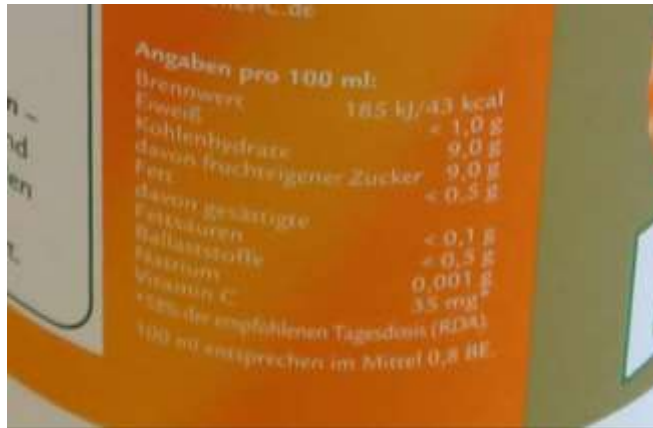 Angaben pro 100 ml:
Brennwert 185 kJ/43 kcal
Eiweiß < 1,0 g
Kohlenhydrate 9,0 g
davon fruchteigener Zucker 9,0 g
Fett < 0,5 g
davon gesättigte
Fettsäuren < 0,1 g
Ballaststoffe < 0,5 g
Natrium 0,001 g
Vitamin C 35 mg*
der empfohlenen Tagesdosis (RDA).
100 ml entsprechen im Mittel 0,8 BE.